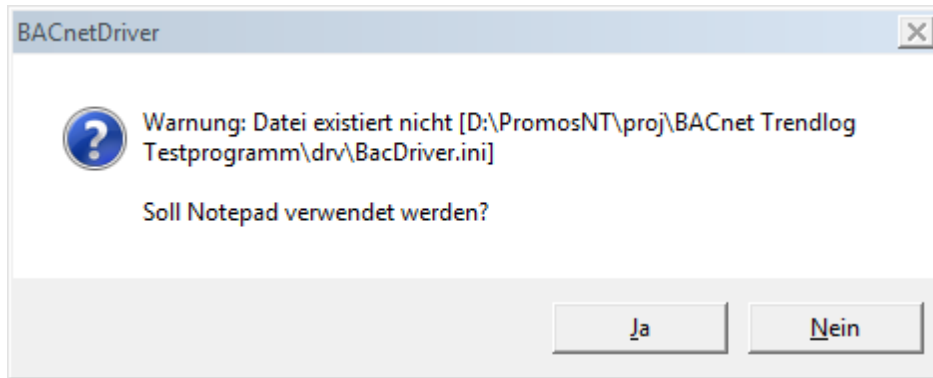 BACnetDriver
Warnung: Datei existiert nicht [D:\PromosNT\proj\BACnet Trendlog
Testprogramm\drv\BacDriver.ini]
Soll Notepad verwendet werden?
Ja
Nein